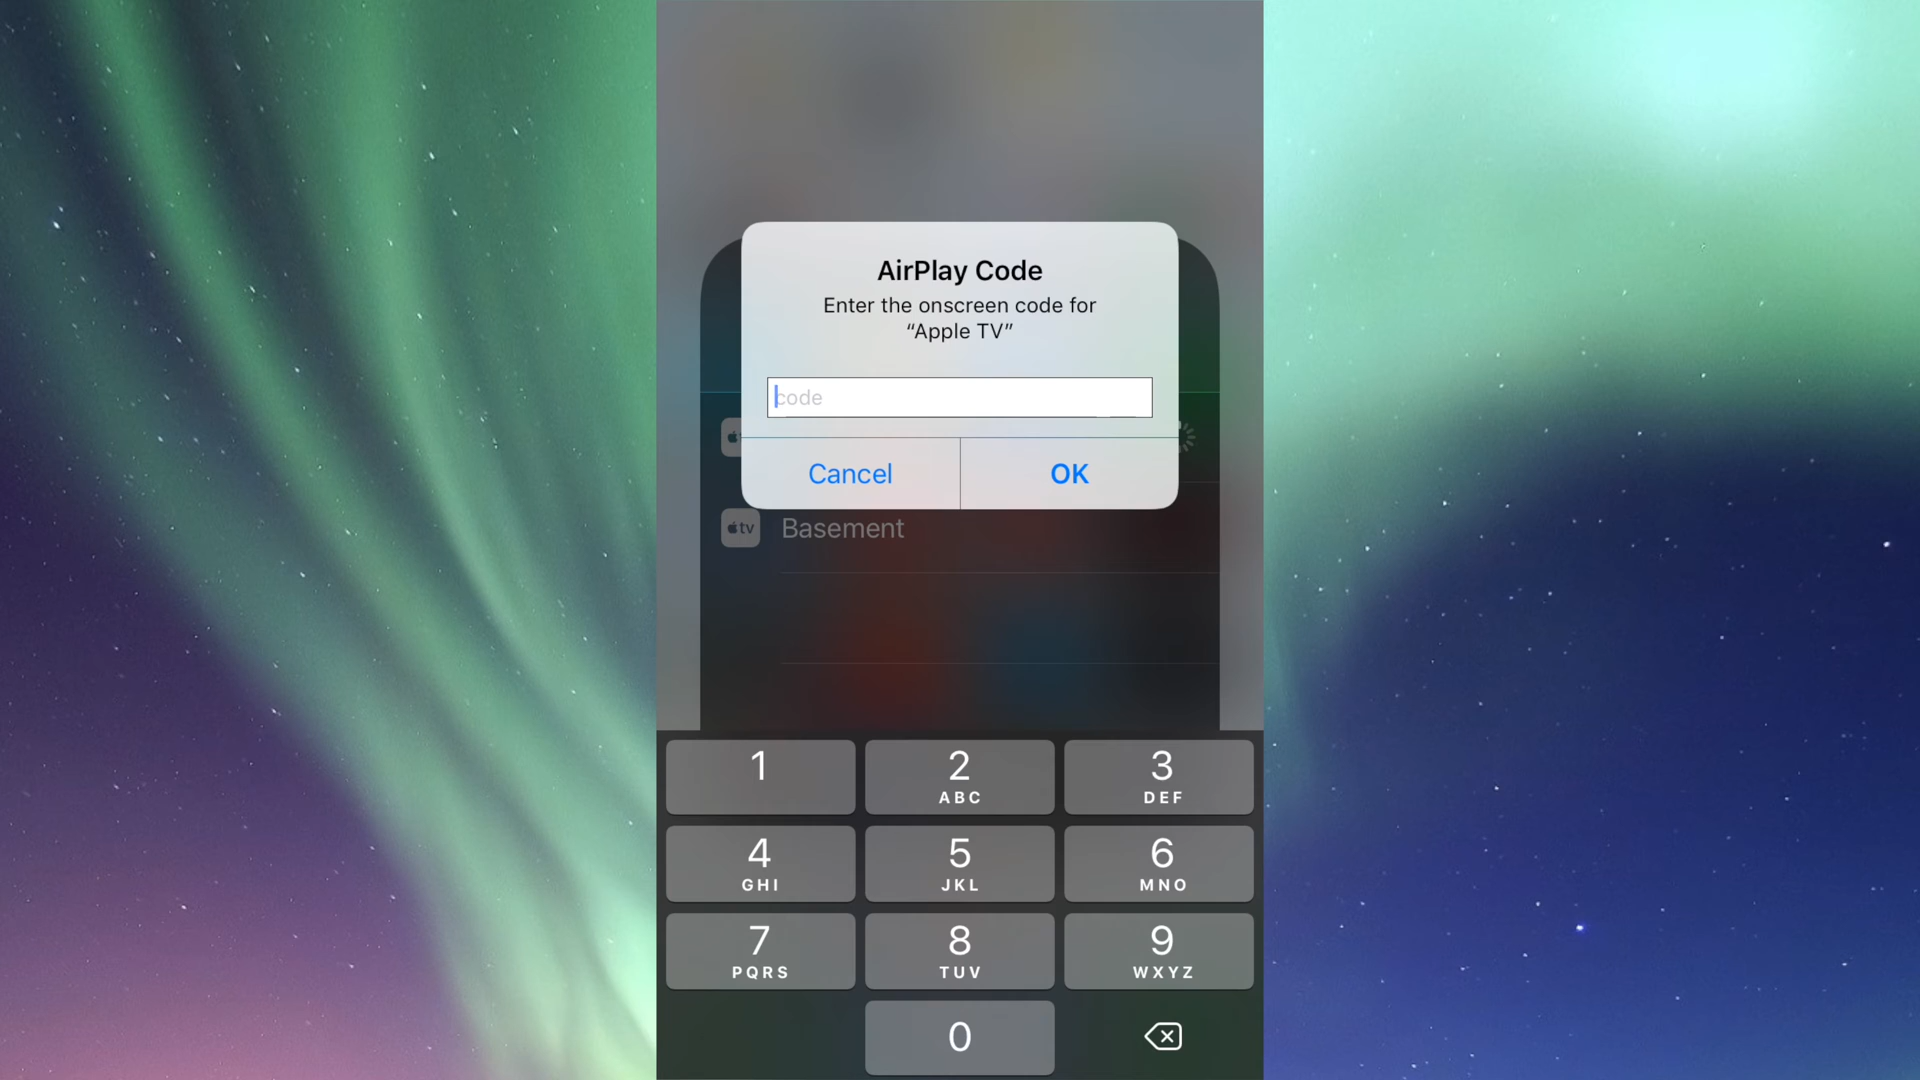 AirPlay Code
Enter the onscreen code for
“Apple TV”
code
Cancel
OK
tv
Basement
1
2
ABC
3
DEF
4
GHI
5
JKL
6
MNO
7
PQRS
8
TUV
9
WXYZ
0